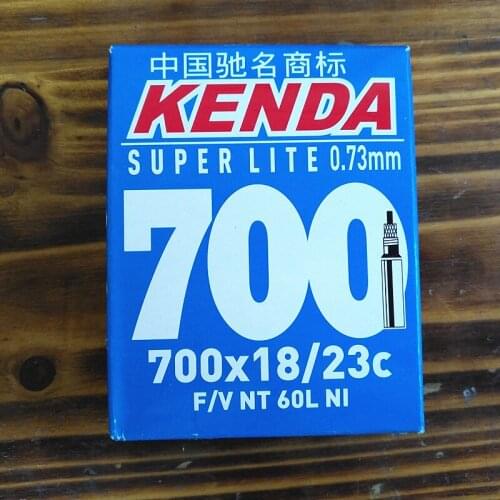 中国驰名商标
KENDA
SUPER LITE 0.73mm
700
700x18/23c
F/V NT 60L NI